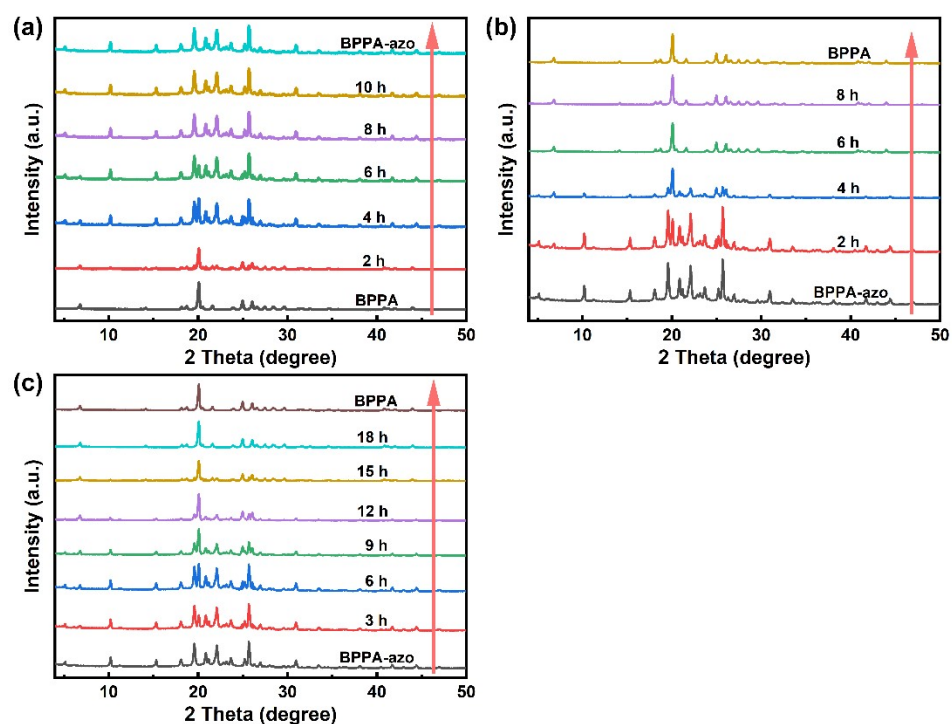 (a)
BPPA-azo
10 h
8 h
6 h
4 h
2 h
BPPA
Intensity (a.u.)
0 10 20 30 40 50
2 Theta (degree)
(b)
BPPA
8 h
6 h
4 h
2 h
BPPA-azo
Intensity (a.u.)
10 20 30 40 50
2 Theta (degree)
(c)
BPPA
18 h
15 h
12 h
9 h
6 h
3 h
BPPA-azo
Intensity (a.u.)
10 20 30 40 50
2 Theta (degree)